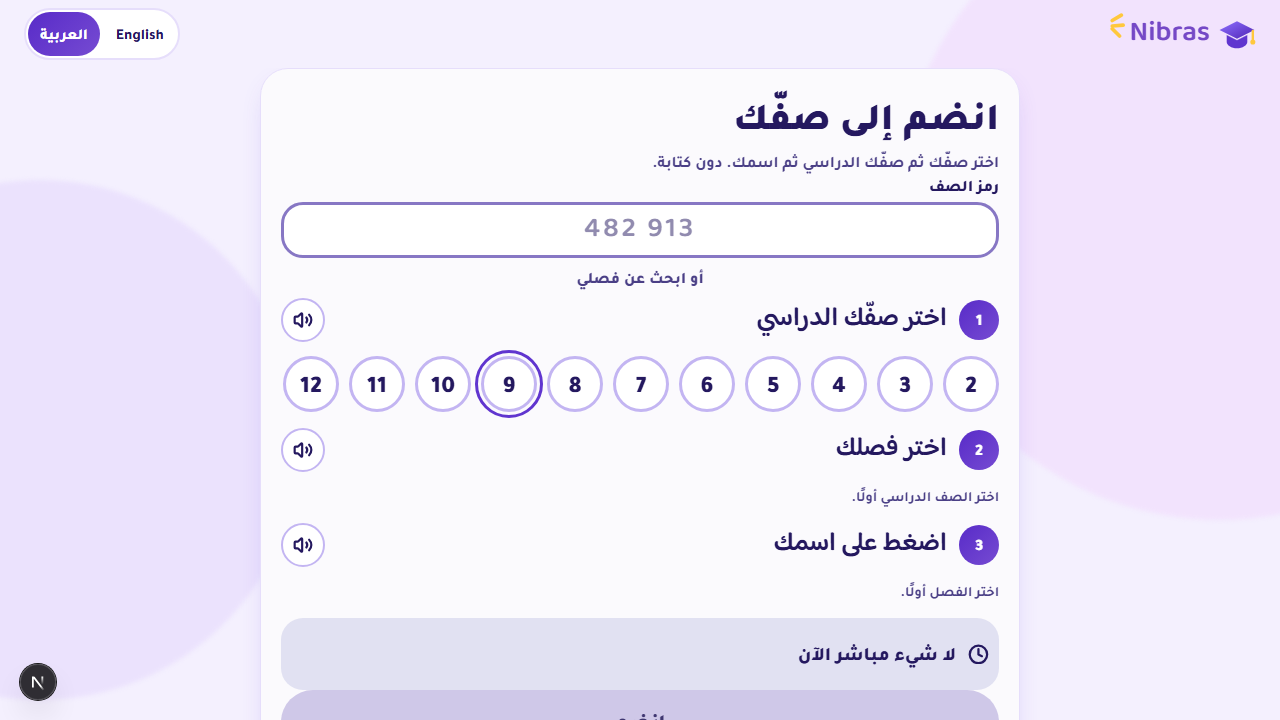 Nibras
English
العربية
انضم إلى صفّك
اختر صفّك ثم صفّك الدراسي ثم اسمك. دون كتابة.
رمز الصف
482 913
أو ابحث عن فصلي
1 اختر صفّك الدراسي
2 3 4 5 6 7 8 9 10 11 12
2 اختر فصلك
اختر الصف الدراسي أولًا.
3 اضغط على اسمك
اختر الفصل أولًا.
لا شيء مباشر الآن
N